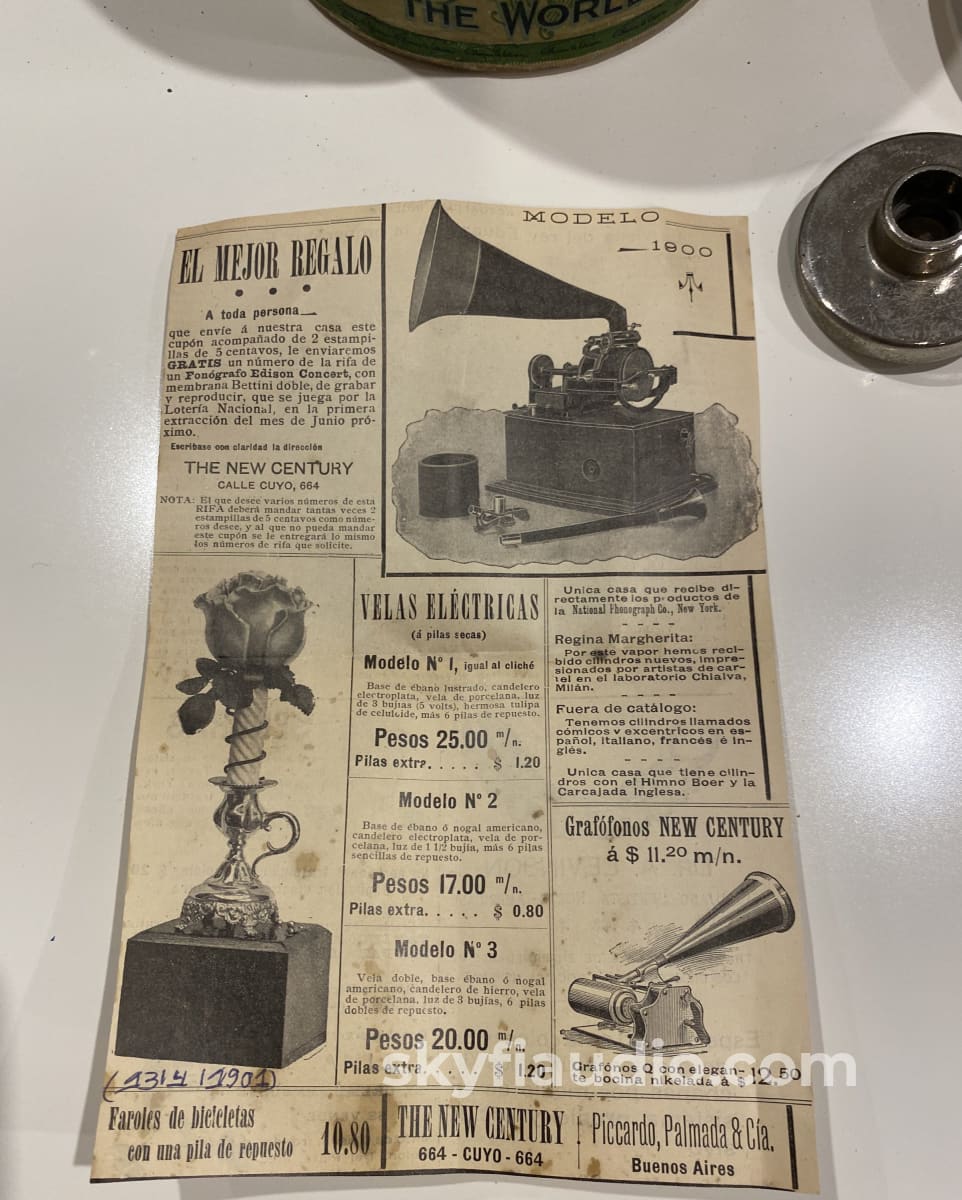 THE WORL
MODELO
1900
EL MEJOR REGALO
A toda persona
que envíe á nuestra casa este
cupón acompañado de 2 estampi-
llas de 5 centavos, le enviaremos
GRATIS un número de la rifa de
un Fonógrafo Edison Concert, con
membrana Bettini doble, de grabar
y reproducir, que se juega por la
Lotería Nacional, en la primera
extracción del mes de Junio pró-
ximo.
Escríbase con claridad la dirección
THE NEW CENTURY
CALLE CUYO, 664
NOTA: El que desee varios números de esta
RIFA deberá mandar tantas veces 2
estampillas de 5 centavos como núme-
ros desee, y al que no pueda mandar
este cupón se le entregará lo mismo
los números de rifa que solicite.
VELAS ELÉCTRICAS
(á pilas secas)
Modelo Nº 1, igual al cliché
Base de ébano lustrado, candelero
electroplata, vela de porcelana, luz
de 3 bujías (5 volts), hermosa tulipa
de celuloide, más 6 pilas de repuesto.
Pesos 25.00 m/n.
Pilas extra. . . . . $ 1.20
Modelo Nº 2
Base de ébano ó nogal americano,
candelero electroplata, vela de por-
celana, luz de 1 1/2 bujía, más 6 pilas
sencillas de repuesto.
Pesos 17.00 m/n.
Pilas extra. . . . . $ 0.80
Modelo Nº 3
Vela doble, base ébano ó nogal
americano, candelero de hierro, vela
de porcelana, luz de 3 bujías, 6 pilas
dobles de repuesto.
Pesos 20.00 m/n.
Pilas extra. . . . . $ 1.20
Unica casa que recibe di-
rectamente los productos de
la National Phonograph Co., New York.
Regina Margherita:
Por este vapor hemos reci-
bido cilindros nuevos, impre-
sionados por artistas de car-
tel en el laboratorio Chialva,
Milán.
Fuera de catálogo:
Tenemos cilindros llamados
cómicos y excentricos en es-
pañol, italiano, francés é in-
glés.
Unica casa que tiene cilin-
dros con el Himno Boer y la
Carcajada Inglesa.
Grafófonos NEW CENTURY
á $ 11.20 m/n.
Grafónos Q con elegan-
te bocina nikelada á $ 12.50
skyfiaudio.com
(13/4/1901)
Faroles de bicicletas
con una pila de repuesto 10.80
THE NEW CENTURY
664 - CUYO - 664
Piccardo, Palmada & Cía.
Buenos Aires